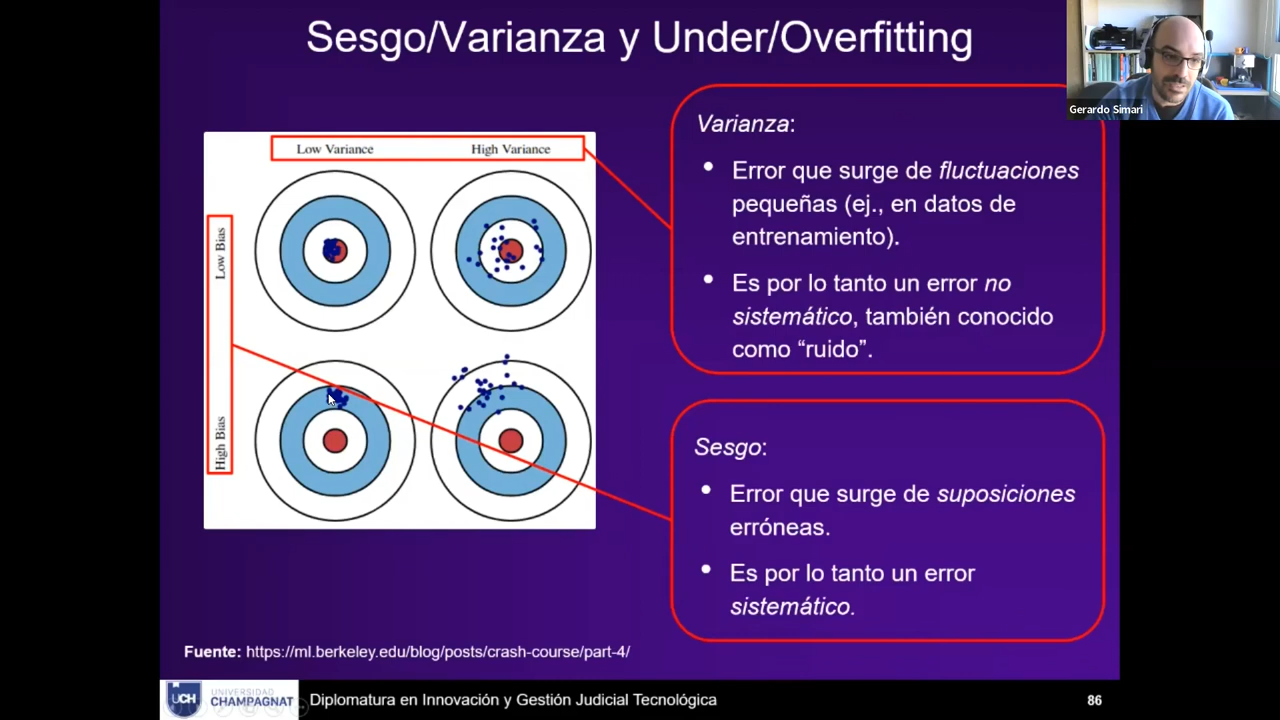 Sesgo/Varianza y Under/Overfitting
Gerardo Simari
Low Variance
High Variance
Low Bias
High Bias
Varianza:
• Error que surge de fluctuaciones
pequeñas (ej., en datos de
entrenamiento).
• Es por lo tanto un error no
sistemático, también conocido
como “ruido”.
Sesgo:
• Error que surge de suposiciones
erróneas.
• Es por lo tanto un error
sistemático.
Fuente: https://ml.berkeley.edu/blog/posts/crash-course/part-4/
UCH
UNIVERSIDAD
CHAMPAGNAT
Diplomatura en Innovación y Gestión Judicial Tecnológica
86